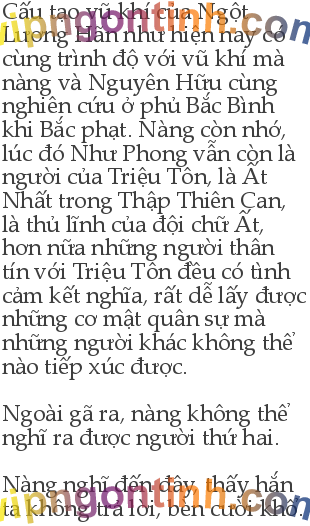 Cấu tạo vũ khí của Ngột
Lương Hãn như hiện nay có
cùng trình độ với vũ khí mà
nàng và Nguyên Hữu cùng
nghiên cứu ở phủ Bắc Bình
khi Bắc phạt. Nàng còn nhớ,
lúc đó Như Phong vẫn còn là
người của Triệu Tôn, là Ất
Nhất trong Thập Thiên Can,
là thủ lĩnh của đội chữ Ất,
hơn nữa những người thân
tín với Triệu Tôn đều có tình
cảm kết nghĩa, rất dễ lấy được
những cơ mật quân sự mà
những người khác không thể
nào tiếp xúc được.
Ngoài gã ra, nàng không thể
nghĩ ra được người thứ hai.
Nàng nghĩ đến đây, thấy hắn
ta không trả lời, bèn cười khổ.
vipngontinh.com
vipngontinh.com